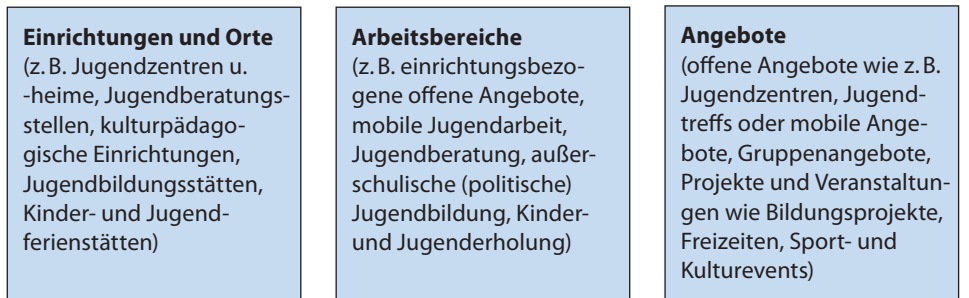 Einrichtungen und Orte
(z. B. Jugendzentren u.
-heime, Jugendberatungs-
stellen, kulturpädago-
gische Einrichtungen,
Jugendbildungsstätten,
Kinder- und Jugend-
ferienstätten)
Arbeitsbereiche
(z. B. einrichtungsbezo-
gene offene Angebote,
mobile Jugendarbeit,
Jugendberatung, außer-
schulische (politische)
Jugendbildung, Kinder-
und Jugenderholung)
Angebote
(offene Angebote wie z. B.
Jugendzentren, Jugend-
treffs oder mobile Ange-
bote, Gruppenangebote,
Projekte und Veranstaltun-
gen wie Bildungsprojekte,
Freizeiten, Sport- und
Kulturevents)